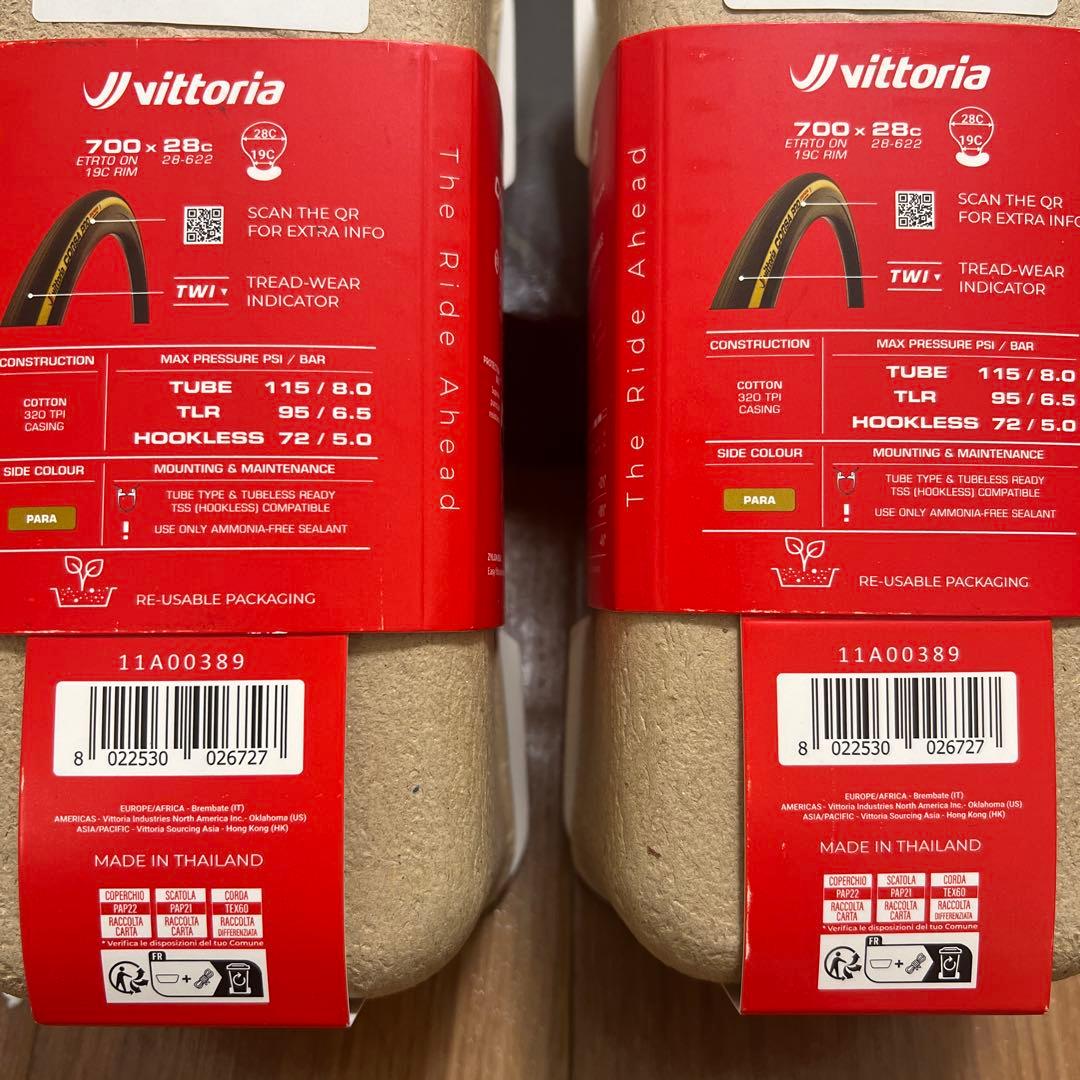 vittoria
700 x 28c
ETRTO ON 28-622
19C RIM
28C
19C
SCAN THE QR
FOR EXTRA INFO
TWI
TREAD-WEAR
INDICATOR
CONSTRUCTION
MAX PRESSURE PSI / BAR
COTTON
320 TPI
CASING
TUBE 115 / 8.0
TLR 95 / 6.5
HOOKLESS 72 / 5.0
SIDE COLOUR
MOUNTING & MAINTENANCE
PARA
TUBE TYPE & TUBELESS READY
TSS (HOOKLESS) COMPATIBLE
! USE ONLY AMMONIA-FREE SEALANT
RE-USABLE PACKAGING
The Ride Ahead
11A00389
8 022530 026727
EUROPE/AFRICA - Brembate (IT)
AMERICAS - Vittoria Industries North America Inc.- Oklahoma (US)
ASIA/PACIFIC - Vittoria Sourcing Asia - Hong Kong (HK)
MADE IN THAILAND
COPERCHIO SCATOLA CORDA
PAP22 PAP21 TEX60
RACCOLTA RACCOLTA RACCOLTA
CARTA CARTA DIFFERENZIATA
* Verifica le disposizioni del tuo Comune
FR
+
vittoria
700 x 28c
ETRTO ON 28-622
19C RIM
28C
19C
vittoria CORSA PRO
SCAN THE QR
FOR EXTRA INFO
TWI
TREAD-WEAR
INDICATOR
The Ride Ahead
CONSTRUCTION
MAX PRESSURE PSI / BAR
COTTON
320 TPI
CASING
TUBE 115 / 8.0
TLR 95 / 6.5
HOOKLESS 72 / 5.0
SIDE COLOUR
MOUNTING & MAINTENANCE
PARA
TUBE TYPE & TUBELESS READY
TSS (HOOKLESS) COMPATIBLE
! USE ONLY AMMONIA-FREE SEALANT
RE-USABLE PACKAGING
11A00389
8 022530 026727
EUROPE/AFRICA - Brembate (IT)
AMERICAS - Vittoria Industries North America Inc.- Oklahoma (US)
ASIA/PACIFIC - Vittoria Sourcing Asia - Hong Kong (HK)
MADE IN THAILAND
COPERCHIO SCATOLA CORDA
PAP22 PAP21 TEX60
RACCOLTA RACCOLTA RACCOLTA
CARTA CARTA DIFFERENZIATA
* Verifica le disposizioni del tuo Comune
FR
+